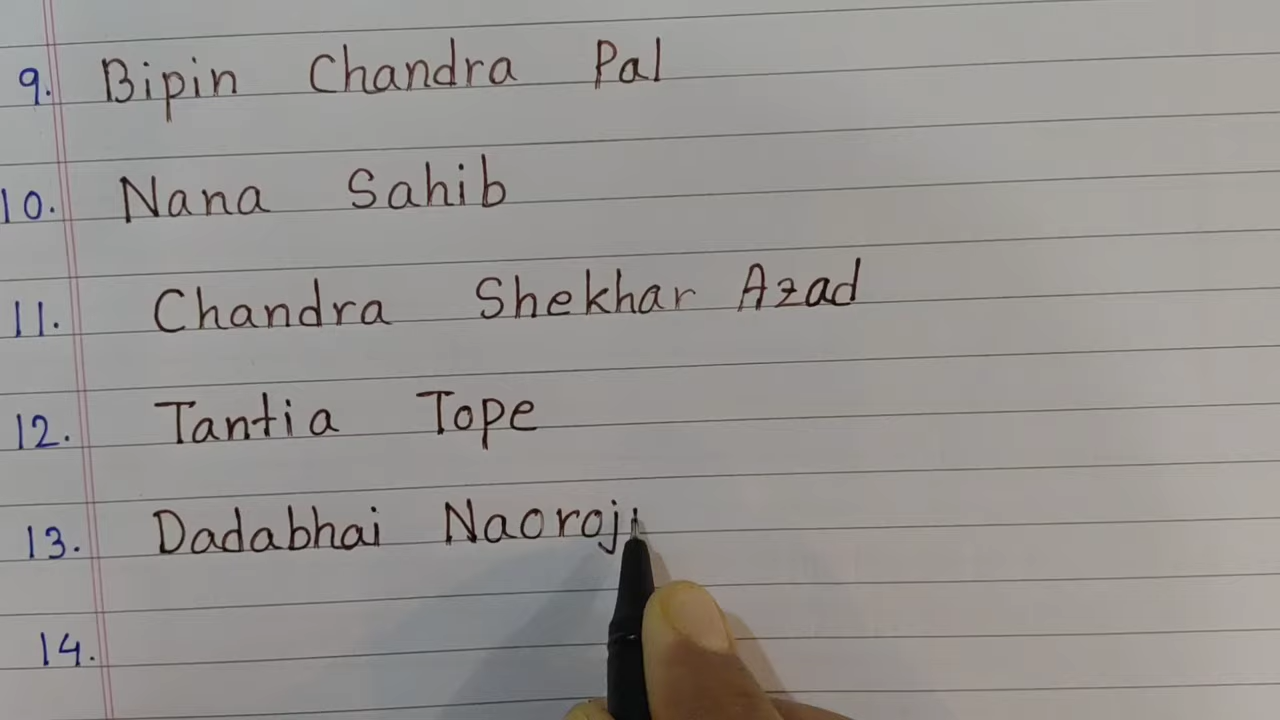 9. Bipin Chandra Pal
10. Nana Sahib
11. Chandra Shekhar Azad
12. Tantia Tope
13. Dadabhai Naoroji
14.